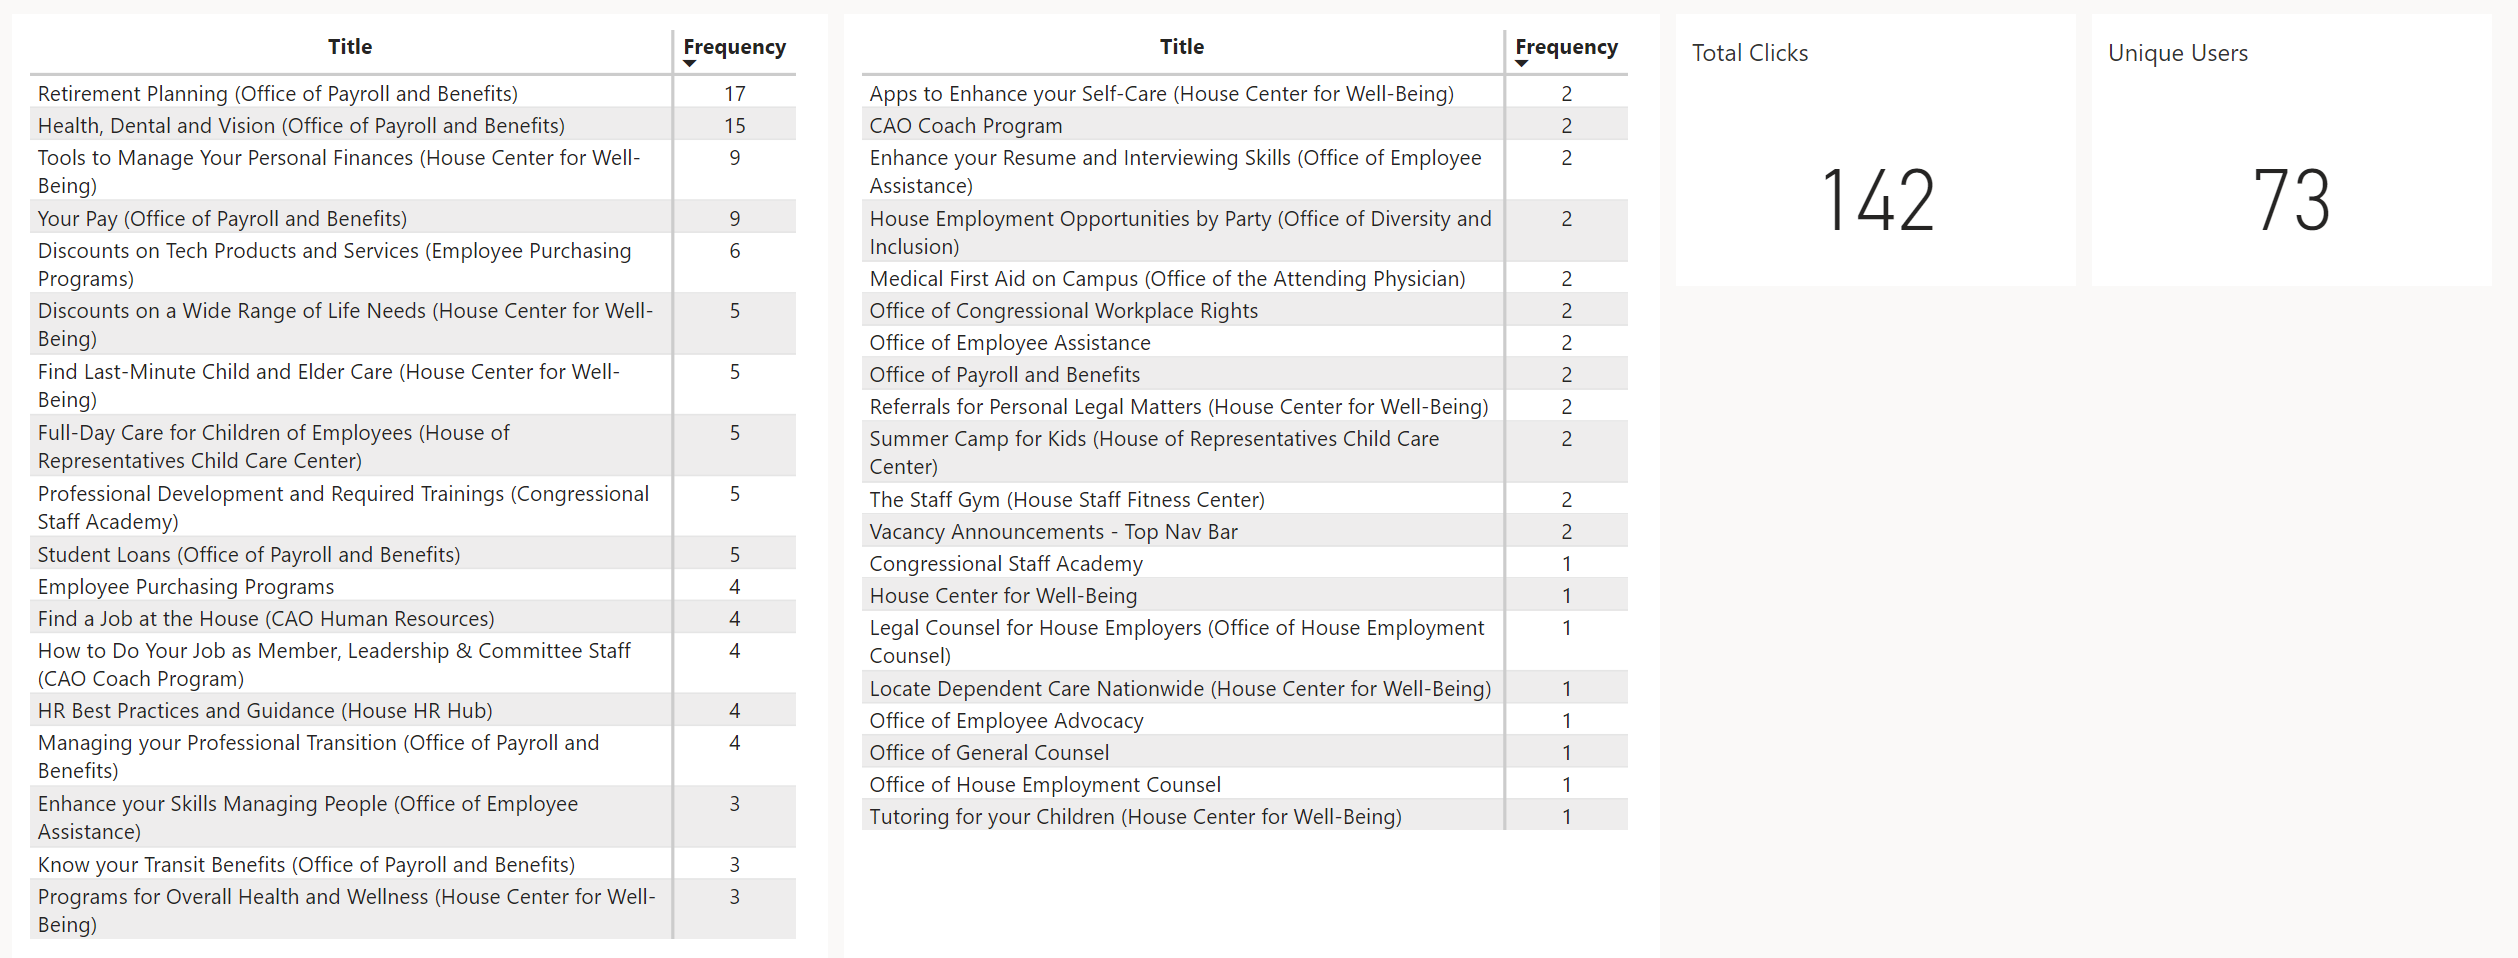 Title Frequency
Retirement Planning (Office of Payroll and Benefits) 17
Health, Dental and Vision (Office of Payroll and Benefits) 15
Tools to Manage Your Personal Finances (House Center for Well- 9
Being)
Your Pay (Office of Payroll and Benefits) 9
Discounts on Tech Products and Services (Employee Purchasing 6
Programs)
Discounts on a Wide Range of Life Needs (House Center for Well- 5
Being)
Find Last-Minute Child and Elder Care (House Center for Well- 5
Being)
Full-Day Care for Children of Employees (House of 5
Representatives Child Care Center)
Professional Development and Required Trainings (Congressional 5
Staff Academy)
Student Loans (Office of Payroll and Benefits) 5
Employee Purchasing Programs 4
Find a Job at the House (CAO Human Resources) 4
How to Do Your Job as Member, Leadership & Committee Staff 4
(CAO Coach Program)
HR Best Practices and Guidance (House HR Hub) 4
Managing your Professional Transition (Office of Payroll and 4
Benefits)
Enhance your Skills Managing People (Office of Employee 3
Assistance)
Know your Transit Benefits (Office of Payroll and Benefits) 3
Programs for Overall Health and Wellness (House Center for Well- 3
Being)
Title Frequency
Apps to Enhance your Self-Care (House Center for Well-Being) 2
CAO Coach Program 2
Enhance your Resume and Interviewing Skills (Office of Employee 2
Assistance)
House Employment Opportunities by Party (Office of Diversity and 2
Inclusion)
Medical First Aid on Campus (Office of the Attending Physician) 2
Office of Congressional Workplace Rights 2
Office of Employee Assistance 2
Office of Payroll and Benefits 2
Referrals for Personal Legal Matters (House Center for Well-Being) 2
Summer Camp for Kids (House of Representatives Child Care 2
Center)
The Staff Gym (House Staff Fitness Center) 2
Vacancy Announcements - Top Nav Bar 2
Congressional Staff Academy 1
House Center for Well-Being 1
Legal Counsel for House Employers (Office of House Employment 1
Counsel)
Locate Dependent Care Nationwide (House Center for Well-Being) 1
Office of Employee Advocacy 1
Office of General Counsel 1
Office of House Employment Counsel 1
Tutoring for your Children (House Center for Well-Being) 1
Total Clicks
142
Unique Users
73